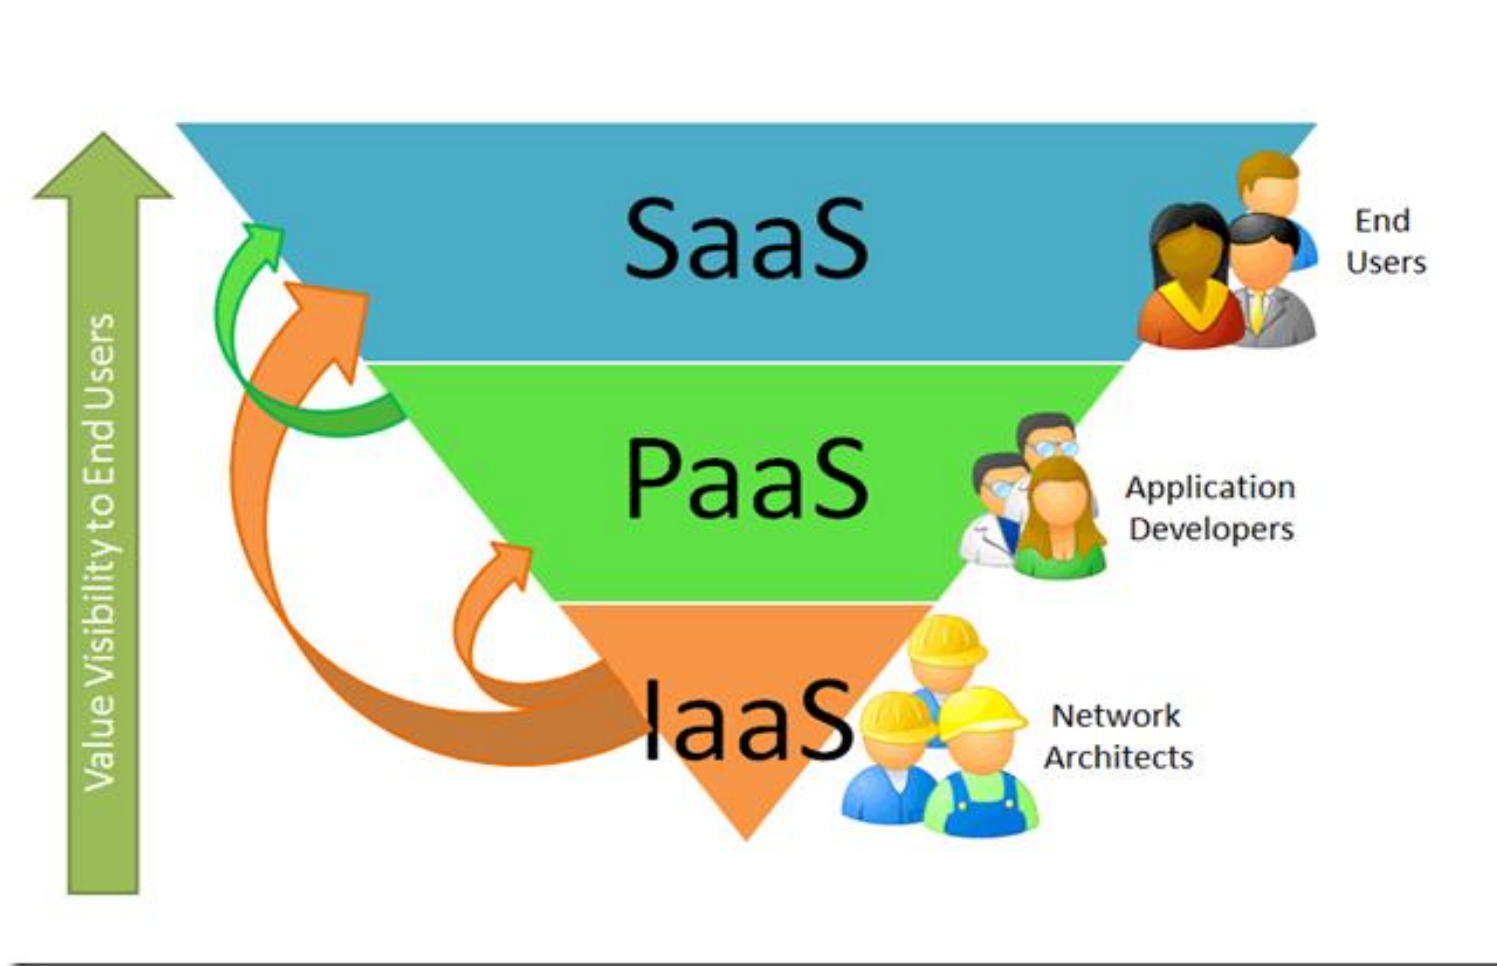 Value Visibility to End Users
SaaS
End
Users
PaaS
Application
Developers
IaaS
Network
Architects